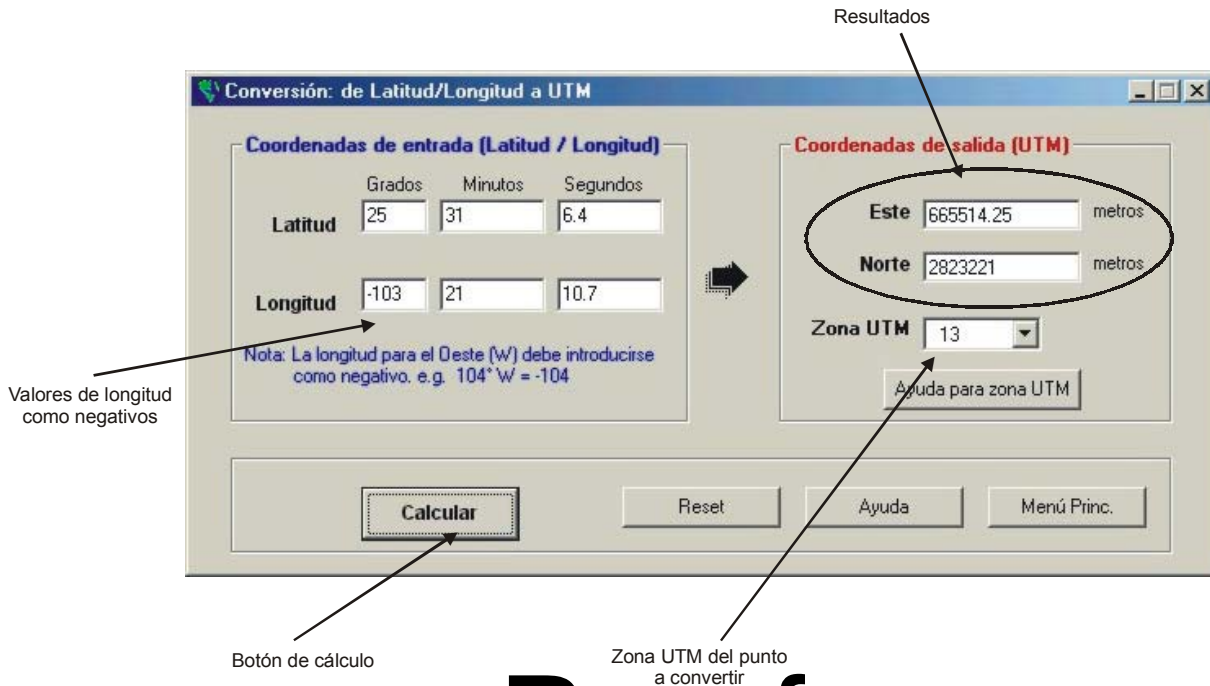 Resultados
Conversión: de Latitud/Longitud a UTM
Coordenadas de entrada (Latitud / Longitud)
Grados Minutos Segundos
Latitud 25 31 6.4
Longitud -103 21 10.7
Nota: La longitud para el Oeste (W) debe introducirse
como negativo. e.g. 104° W = -104
Coordenadas de salida (UTM)
Este 665514.25 metros
Norte 2823221 metros
Zona UTM 13
Ayuda para zona UTM
Calcular Reset Ayuda Menú Princ.
Valores de longitud
como negativos
Botón de cálculo
Zona UTM del punto
a convertir